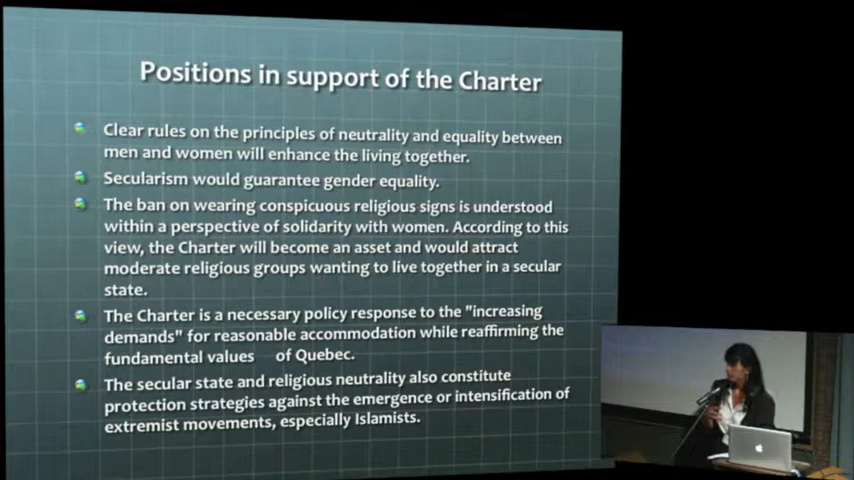 Positions in support of the Charter
Clear rules on the principles of neutrality and equality between
men and women will enhance the living together.
Secularism would guarantee gender equality.
The ban on wearing conspicuous religious signs is understood
within a perspective of solidarity with women. According to this
view, the Charter will become an asset and would attract
moderate religious groups wanting to live together in a secular
state.
The Charter is a necessary policy response to the "increasing
demands" for reasonable accommodation while reaffirming the
fundamental values of Quebec.
The secular state and religious neutrality also constitute
protection strategies against the emergence or intensification of
extremist movements, especially Islamists.